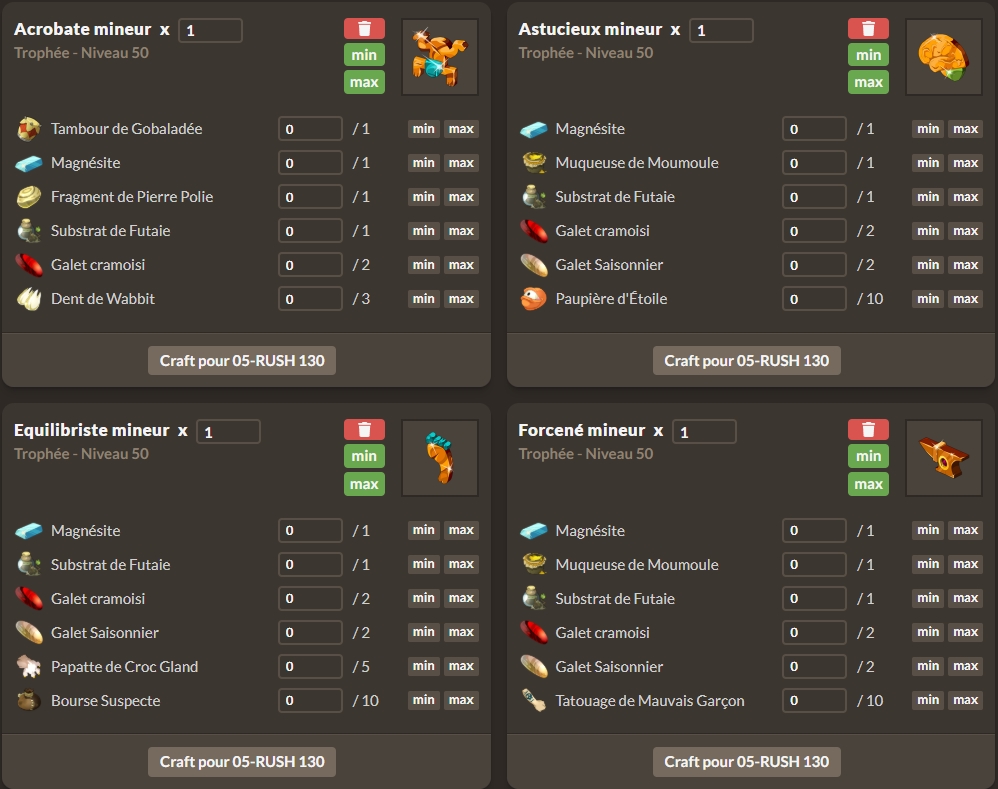 Acrobate mineur x 1
Trophée - Niveau 50
min
max
Tambour de Gobaladée 0 / 1 min max
Magnésite 0 / 1 min max
Fragment de Pierre Polie 0 / 1 min max
Substrat de Futaie 0 / 1 min max
Galet cramoisi 0 / 2 min max
Dent de Wabbit 0 / 3 min max
Craft pour 05-RUSH 130
Astucieux mineur x 1
Trophée - Niveau 50
min
max
Magnésite 0 / 1 min max
Muqueuse de Moumoule 0 / 1 min max
Substrat de Futaie 0 / 1 min max
Galet cramoisi 0 / 2 min max
Galet Saisonnier 0 / 2 min max
Paupière d'Étoile 0 / 10 min max
Craft pour 05-RUSH 130
Equilibriste mineur x 1
Trophée - Niveau 50
min
max
Magnésite 0 / 1 min max
Substrat de Futaie 0 / 1 min max
Galet cramoisi 0 / 2 min max
Galet Saisonnier 0 / 2 min max
Papatte de Croc Gland 0 / 5 min max
Bourse Suspecte 0 / 10 min max
Craft pour 05-RUSH 130
Forcené mineur x 1
Trophée - Niveau 50
min
max
Magnésite 0 / 1 min max
Muqueuse de Moumoule 0 / 1 min max
Substrat de Futaie 0 / 1 min max
Galet cramoisi 0 / 2 min max
Galet Saisonnier 0 / 2 min max
Tatouage de Mauvais Garçon 0 / 10 min max
Craft pour 05-RUSH 130